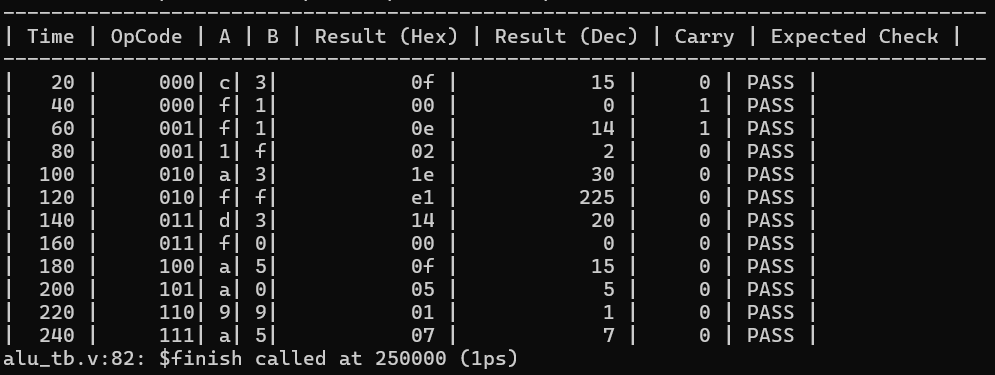 | Time | OpCode | A | B | Result (Hex) | Result (Dec) | Carry | Expected Check |
| 20 | 000| c| 3| 0f | 15 | 0 | PASS |
| 40 | 000| f| 1| 00 | 0 | 1 | PASS |
| 60 | 001| f| 1| 0e | 14 | 1 | PASS |
| 80 | 001| 1| f| 02 | 2 | 0 | PASS |
| 100 | 010| a| 3| 1e | 30 | 0 | PASS |
| 120 | 010| f| f| e1 | 225 | 0 | PASS |
| 140 | 011| d| 3| 14 | 20 | 0 | PASS |
| 160 | 011| f| 0| 00 | 0 | 0 | PASS |
| 180 | 100| a| 5| 0f | 15 | 0 | PASS |
| 200 | 101| a| 0| 05 | 5 | 0 | PASS |
| 220 | 110| 9| 9| 01 | 1 | 0 | PASS |
| 240 | 111| a| 5| 07 | 7 | 0 | PASS |
alu_tb.v:82: $finish called at 250000 (1ps)